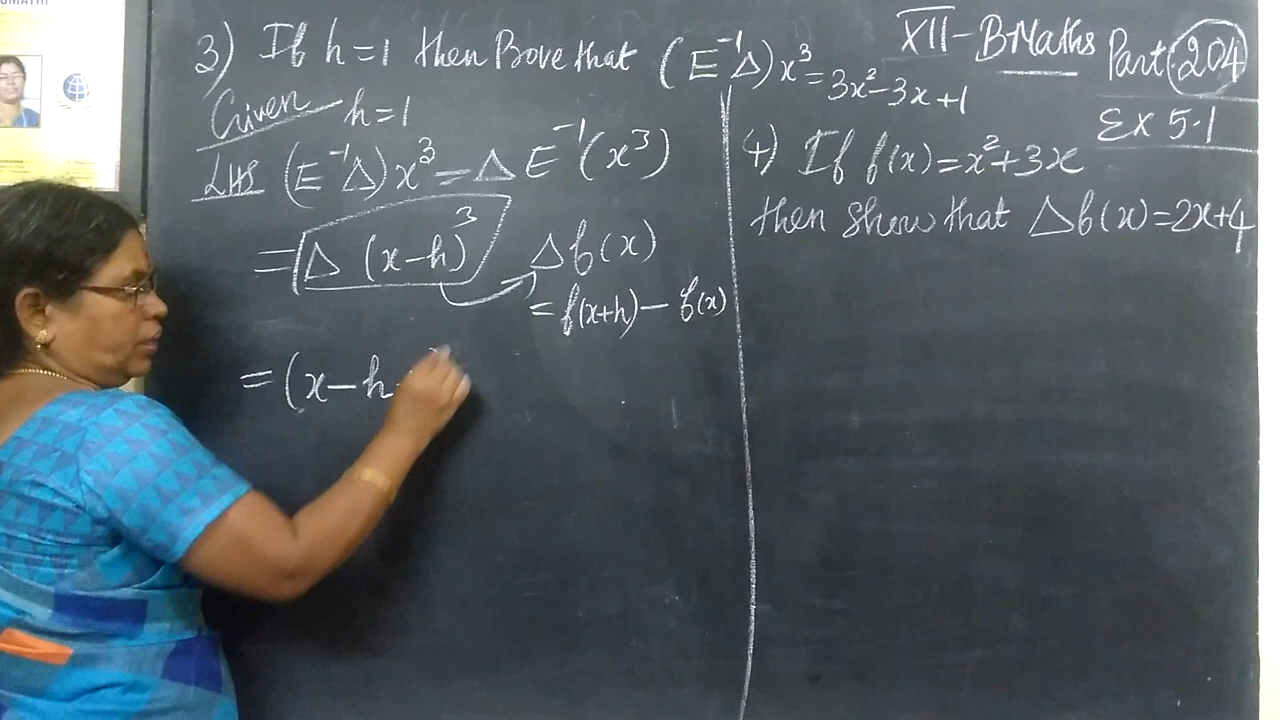 3) If h=1 then Prove that (E⁻¹Δ)x³=3x²-3x+1
Given h=1
LHS (E⁻¹Δ)x³=ΔE⁻¹(x³)
=Δ(x-h)³
Δf(x)
=f(x+h)-f(x)
=(x-h
XII-B.Maths Part 204
Ex 5.1
4) If f(x)=x²+3x
then show that Δf(x)=2x+4